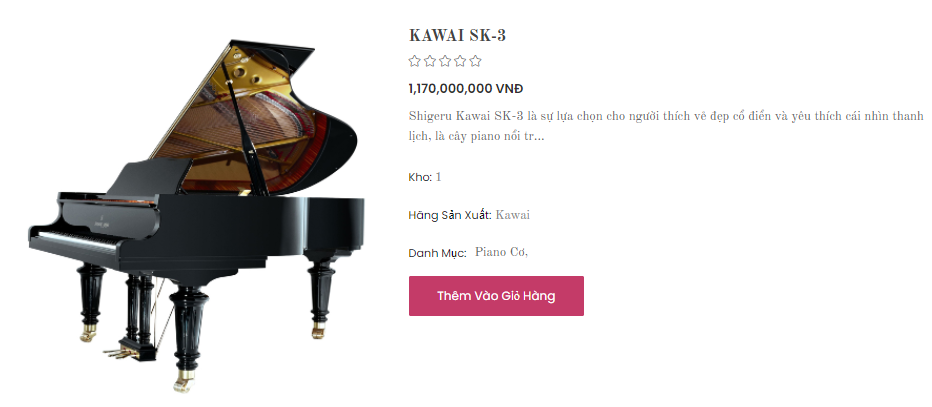 KAWAI SK-3
1,170,000,000 VNĐ
Shigeru Kawai SK-3 là sự lựa chọn cho người thích vẽ đẹp cổ điển và yêu thích cái nhìn thanh
lịch, là cây piano nổi tr...
Kho: 1
Hãng Sản Xuất: Kawai
Danh Mục: Piano Cơ,
Thêm Vào Giỏ Hàng